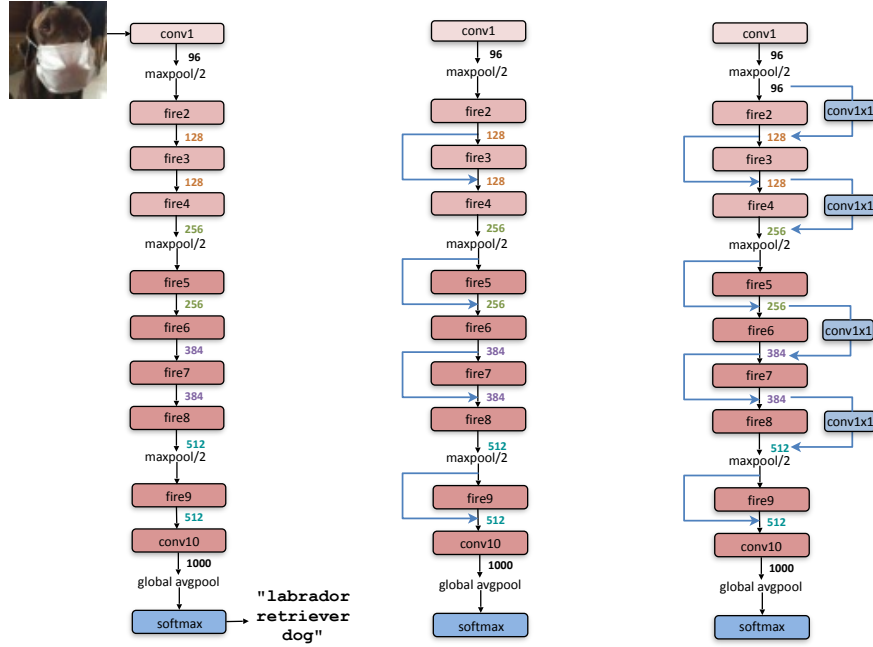 conv1
96
maxpool/2
fire2
128
fire3
128
fire4
256
maxpool/2
fire5
256
fire6
384
fire7
384
fire8
512
maxpool/2
fire9
512
conv10
1000
global avgpool
softmax
"labrador
retriever
dog"
conv1
96
maxpool/2
fire2
128
fire3
128
fire4
256
maxpool/2
fire5
256
fire6
384
fire7
384
fire8
512
maxpool/2
fire9
512
conv10
1000
global avgpool
softmax
conv1
96
maxpool/2
96
conv1x1
fire2
128
fire3
128
conv1x1
fire4
256
maxpool/2
fire5
256
conv1x1
fire6
384
fire7
384
conv1x1
fire8
512
maxpool/2
fire9
512
conv10
1000
global avgpool
softmax